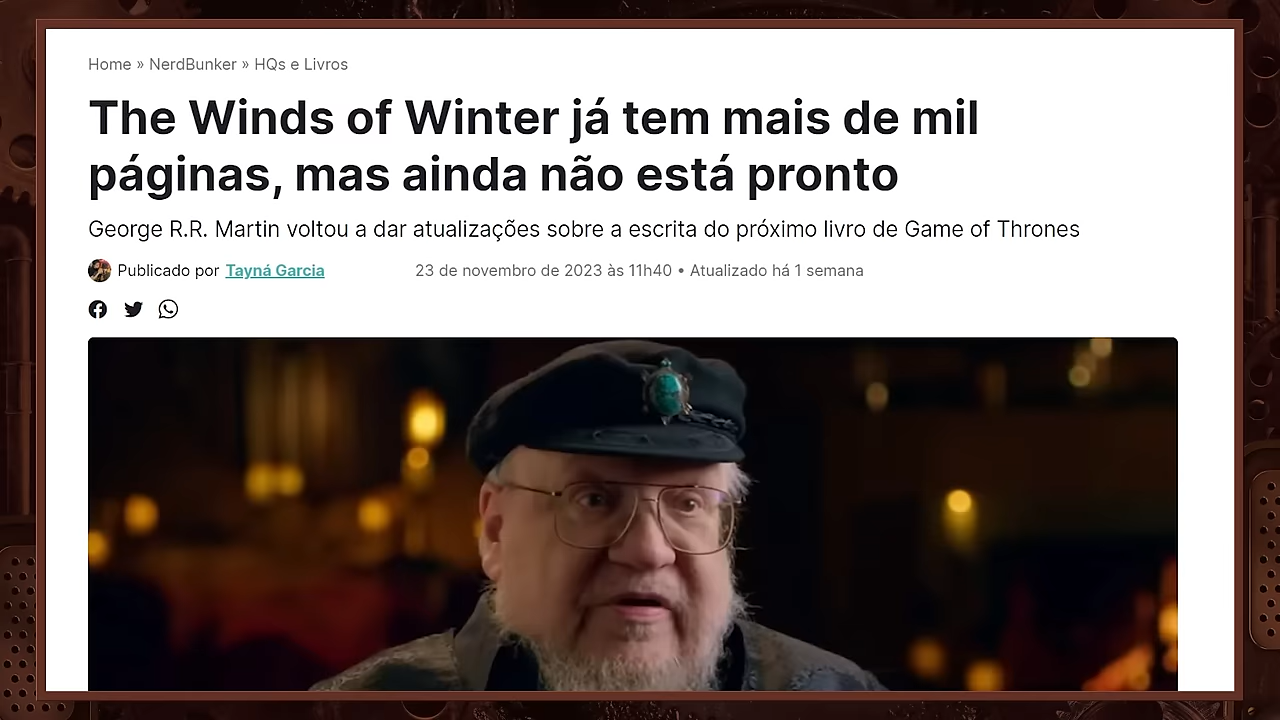 Home » NerdBunker » HQs e Livros
The Winds of Winter já tem mais de mil
páginas, mas ainda não está pronto
George R.R. Martin voltou a dar atualizações sobre a escrita do próximo livro de Game of Thrones
Publicado por Tayná Garcia 23 de novembro de 2023 às 11h40 • Atualizado há 1 semana